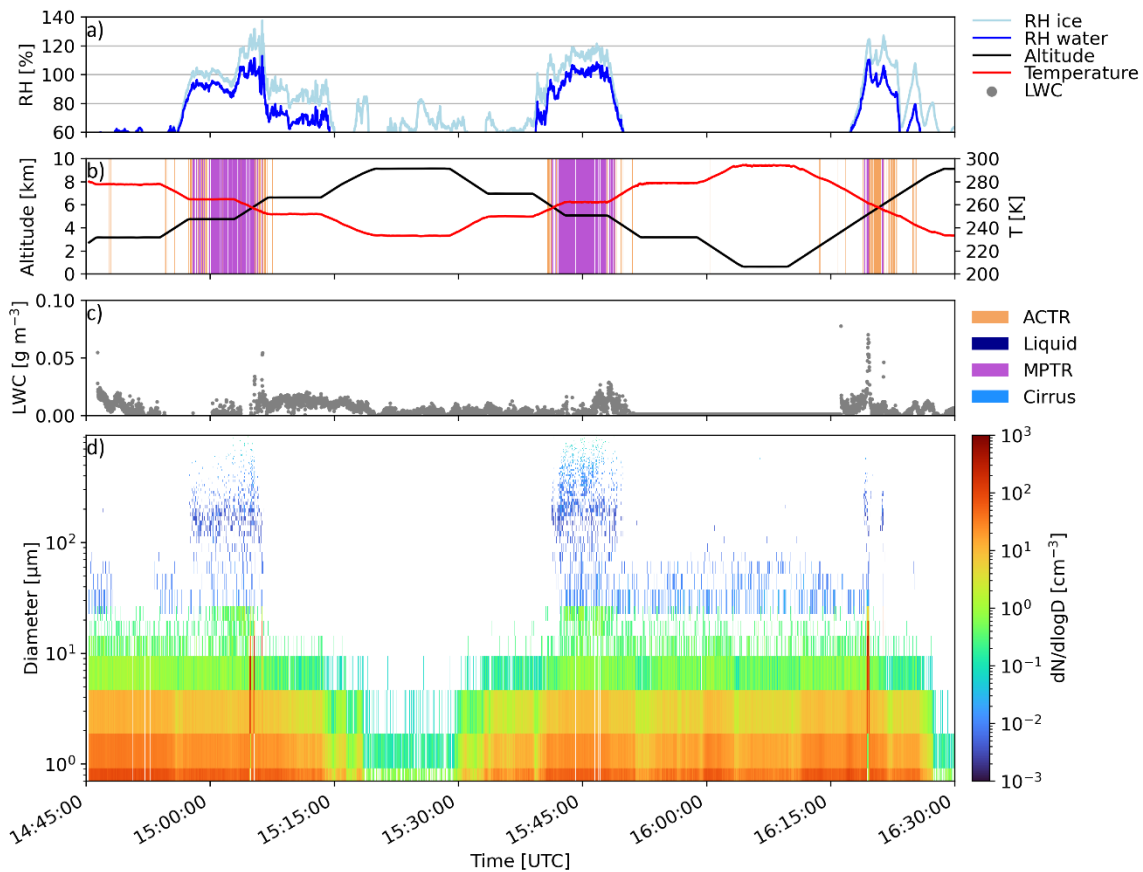 a)
RH [%]
140
120
100
80
60
RH ice
RH water
Altitude
Temperature
LWC
b)
Altitude [km]
10
8
6
4
2
0
300
280
260
240
220
200
T [K]
c)
LWC [g m⁻³]
0.10
0.05
0.00
ACTR
Liquid
MPTR
Cirrus
d)
Diameter [μm]
10²
10¹
10⁰
10³
10²
10¹
10⁰
10⁻¹
10⁻²
10⁻³
dN/dlogD [cm⁻³]
14:45:00
15:00:00
15:15:00
15:30:00
15:45:00
16:00:00
16:15:00
16:30:00
Time [UTC]